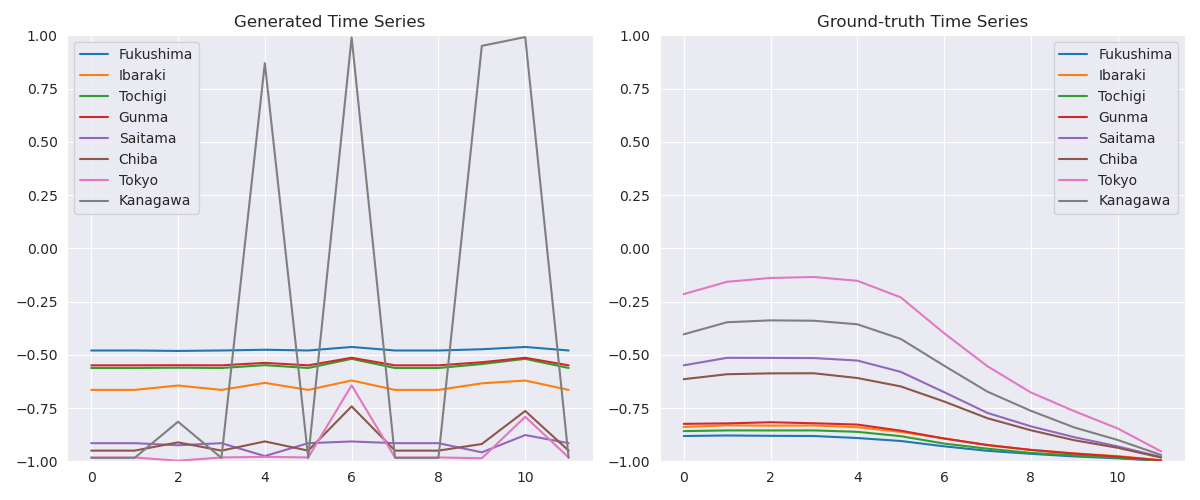 Generated Time Series
1.00
0.75
0.50
0.25
0.00
−0.25
−0.50
−0.75
−1.00
0 2 4 6 8 10
Fukushima
Ibaraki
Tochigi
Gunma
Saitama
Chiba
Tokyo
Kanagawa
Ground-truth Time Series
1.00
0.75
0.50
0.25
0.00
−0.25
−0.50
−0.75
−1.00
0 2 4 6 8 10
Fukushima
Ibaraki
Tochigi
Gunma
Saitama
Chiba
Tokyo
Kanagawa